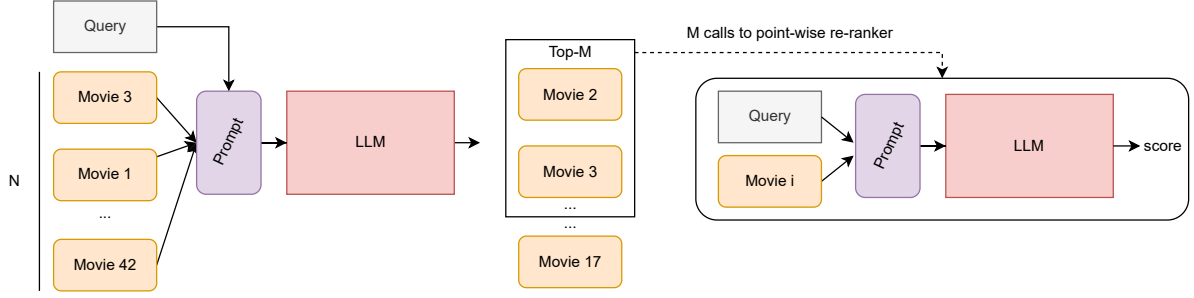 Query
N
Movie 3
Movie 1
...
Movie 42
Prompt
LLM
Top-M
Movie 2
Movie 3
...
...
Movie 17
M calls to point-wise re-ranker
Query
Movie i
Prompt
LLM
score